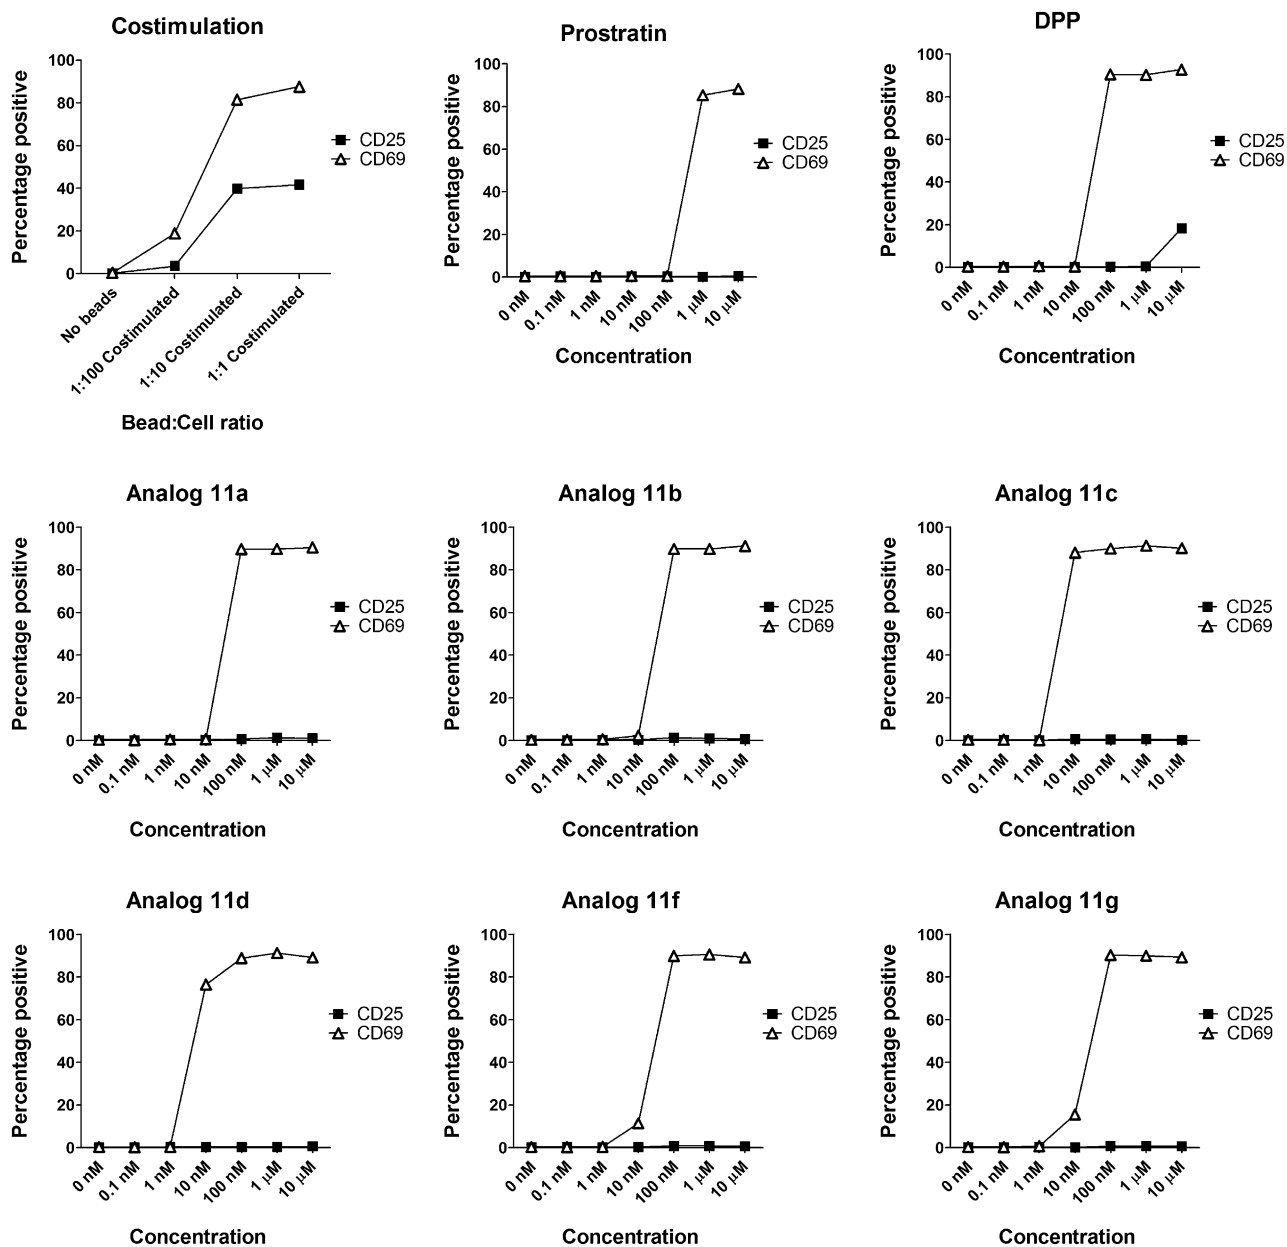 Costimulation
Percentage positive
100
80
60
40
20
0
No beads
1:100 Costimulated
1:10 Costimulated
1:1 Costimulated
Bead:Cell ratio
CD25
CD69
Prostratin
Percentage positive
100
80
60
40
20
0
0 nM
0.1 nM
1 nM
10 nM
100 nM
1 μM
10 μM
Concentration
CD25
CD69
DPP
Percentage positive
100
80
60
40
20
0
0 nM
0.1 nM
1 nM
10 nM
100 nM
1 μM
10 μM
Concentration
CD25
CD69
Analog 11a
Percentage positive
100
80
60
40
20
0
0 nM
0.1 nM
1 nM
10 nM
100 nM
1 μM
10 μM
Concentration
CD25
CD69
Analog 11b
Percentage positive
100
80
60
40
20
0
0 nM
0.1 nM
1 nM
10 nM
100 nM
1 μM
10 μM
Concentration
CD25
CD69
Analog 11c
Percentage positive
100
80
60
40
20
0
0 nM
0.1 nM
1 nM
10 nM
100 nM
1 μM
10 μM
Concentration
CD25
CD69
Analog 11d
Percentage positive
100
80
60
40
20
0
0 nM
0.1 nM
1 nM
10 nM
100 nM
1 μM
10 μM
Concentration
CD25
CD69
Analog 11f
Percentage positive
100
80
60
40
20
0
0 nM
0.1 nM
1 nM
10 nM
100 nM
1 μM
10 μM
Concentration
CD25
CD69
Analog 11g
Percentage positive
100
80
60
40
20
0
0 nM
0.1 nM
1 nM
10 nM
100 nM
1 μM
10 μM
Concentration
CD25
CD69